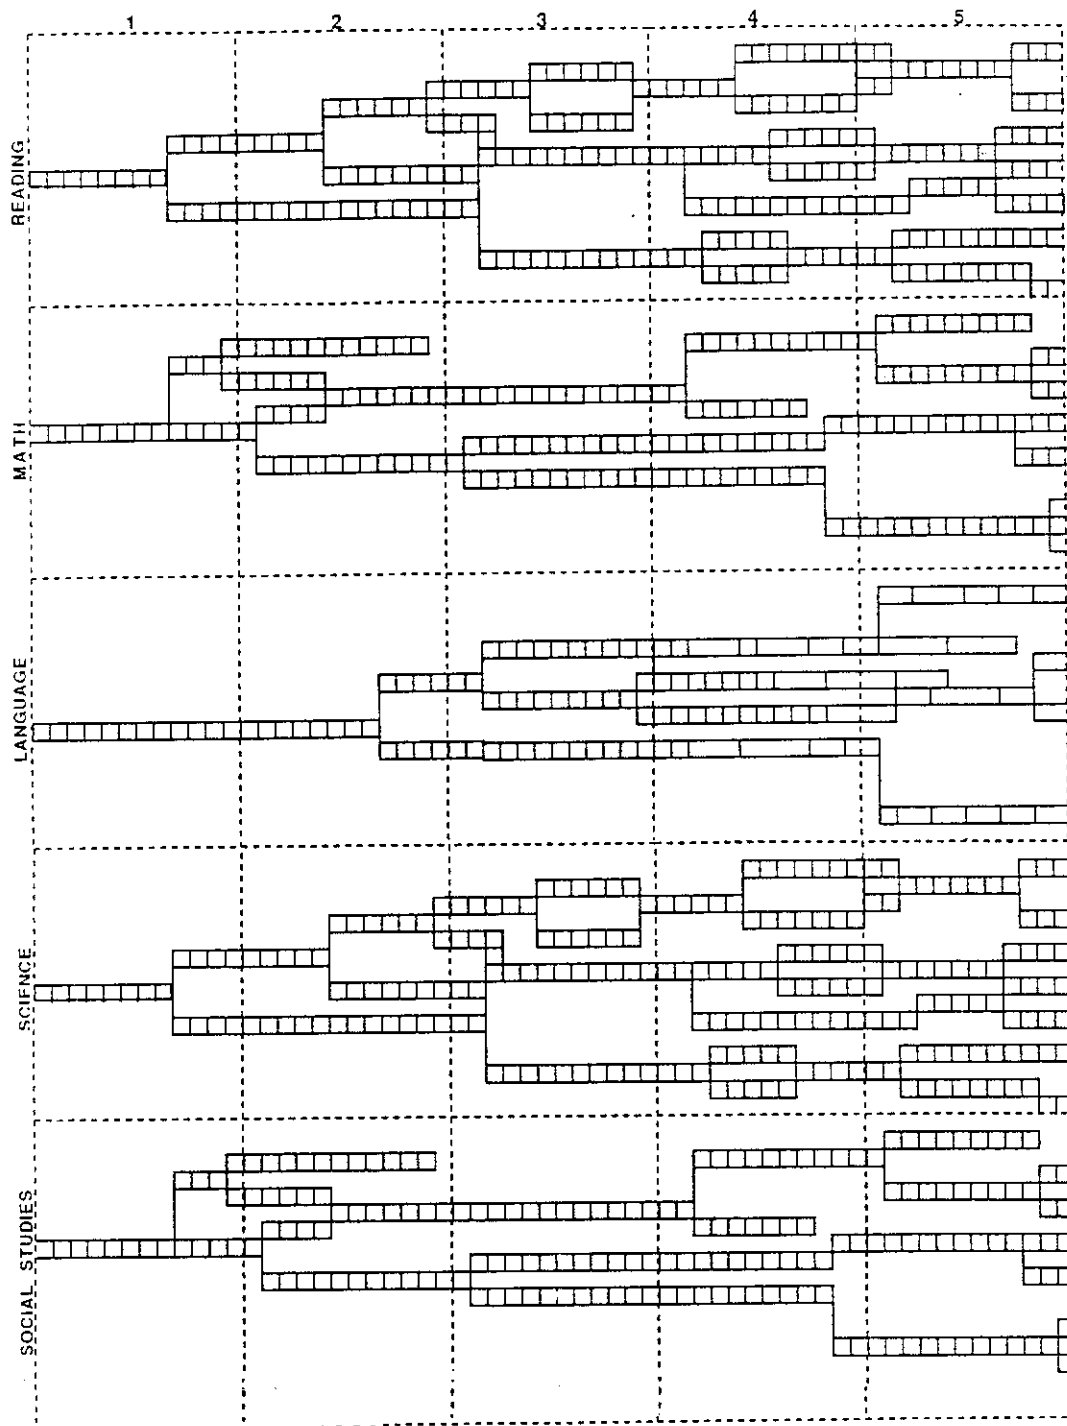 1 2 3 4 5
READING
MATH
LANGUAGE
SCIENCE
SOCIAL STUDIES